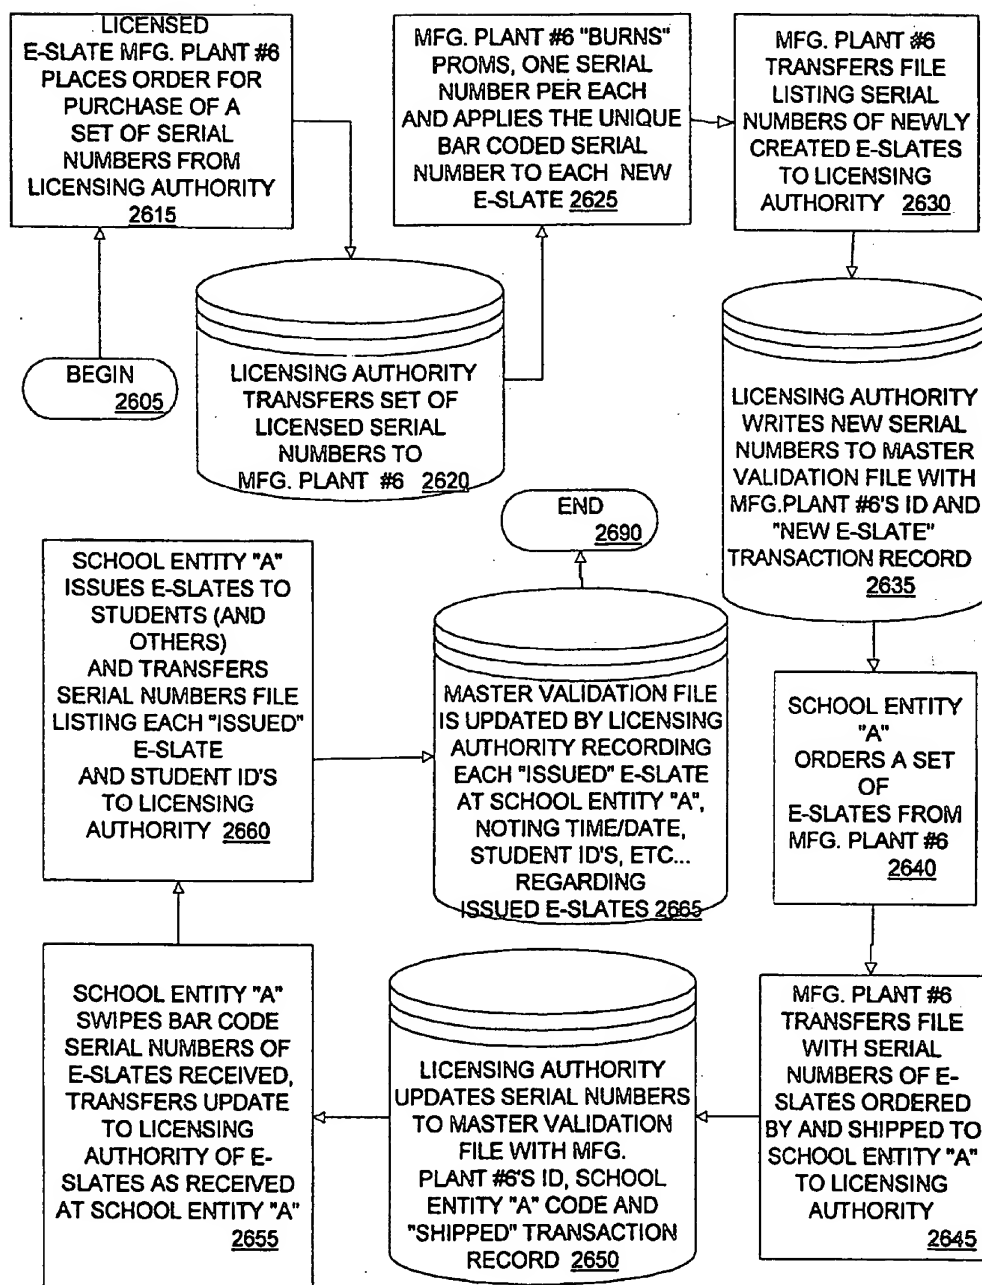 LICENSED
E-SLATE MFG. PLANT #6
PLACES ORDER FOR
PURCHASE OF A
SET OF SERIAL
NUMBERS FROM
LICENSING AUTHORITY
2615
MFG. PLANT #6 "BURNS"
PROMS, ONE SERIAL
NUMBER PER EACH
AND APPLIES THE UNIQUE
BAR CODED SERIAL
NUMBER TO EACH NEW
E-SLATE 2625
MFG. PLANT #6
TRANSFERS FILE
LISTING SERIAL
NUMBERS OF NEWLY
CREATED E-SLATES
TO LICENSING
AUTHORITY 2630
BEGIN
2605
LICENSING AUTHORITY
TRANSFERS SET OF
LICENSED SERIAL
NUMBERS TO
MFG. PLANT #6 2620
LICENSING AUTHORITY
WRITES NEW SERIAL
NUMBERS TO MASTER
VALIDATION FILE WITH
MFG.PLANT #6'S ID AND
"NEW E-SLATE"
TRANSACTION RECORD
2635
END
2690
SCHOOL ENTITY "A"
ISSUES E-SLATES TO
STUDENTS (AND
OTHERS)
AND TRANSFERS
SERIAL NUMBERS FILE
LISTING EACH "ISSUED"
E-SLATE
AND STUDENT ID'S
TO LICENSING
AUTHORITY 2660
MASTER VALIDATION FILE
IS UPDATED BY LICENSING
AUTHORITY RECORDING
EACH "ISSUED" E-SLATE
AT SCHOOL ENTITY "A",
NOTING TIME/DATE,
STUDENT ID'S, ETC...
REGARDING
ISSUED E-SLATES 2665
SCHOOL ENTITY
"A"
ORDERS A SET
OF
E-SLATES FROM
MFG. PLANT #6
2640
SCHOOL ENTITY "A"
SWIPES BAR CODE
SERIAL NUMBERS OF
E-SLATES RECEIVED,
TRANSFERS UPDATE
TO LICENSING
AUTHORITY OF E-
SLATES AS RECEIVED
AT SCHOOL ENTITY "A"
2655
LICENSING AUTHORITY
UPDATES SERIAL NUMBERS
TO MASTER VALIDATION
FILE WITH MFG.
PLANT #6'S ID, SCHOOL
ENTITY "A" CODE AND
"SHIPPED" TRANSACTION
RECORD 2650
MFG. PLANT #6
TRANSFERS FILE
WITH SERIAL
NUMBERS OF E-
SLATES ORDERED
BY AND SHIPPED TO
SCHOOL ENTITY "A"
TO LICENSING
AUTHORITY
2645